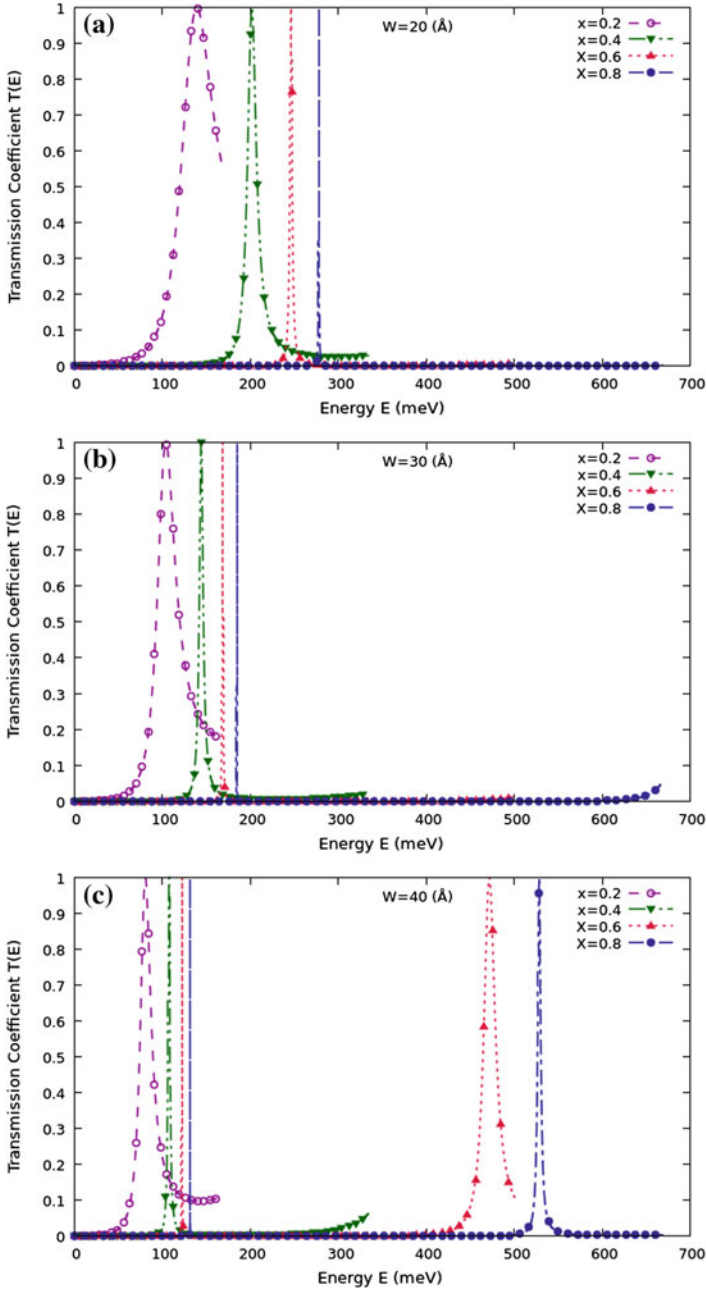 (a)
W=20 (Å)
x=0.2
x=0.4
X=0.6
X=0.8
1
0.9
0.8
0.7
0.6
0.5
0.4
0.3
0.2
0.1
0
Transmission Coefficient T(E)
0 100 200 300 400 500 600 700
Energy E (meV)
(b)
W=30 (Å)
x=0.2
x=0.4
X=0.6
X=0.8
1
0.9
0.8
0.7
0.6
0.5
0.4
0.3
0.2
0.1
0
Transmission Coefficient T(E)
0 100 200 300 400 500 600 700
Energy E (meV)
(c)
W=40 (Å)
x=0.2
x=0.4
X=0.6
X=0.8
1
0.9
0.8
0.7
0.6
0.5
0.4
0.3
0.2
0.1
0
Transmission Coefficient T(E)
0 100 200 300 400 500 600 700
Energy E (meV)